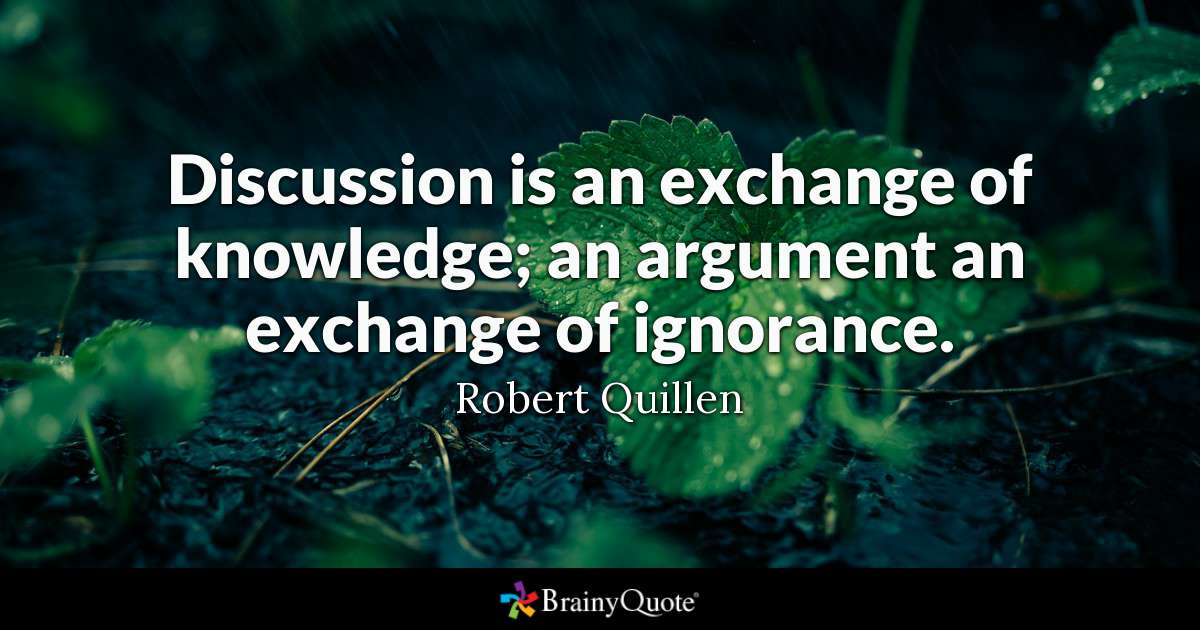 Discussion is an exchange of
knowledge; an argument an
exchange of ignorance.
Robert Quillen
BrainyQuote®